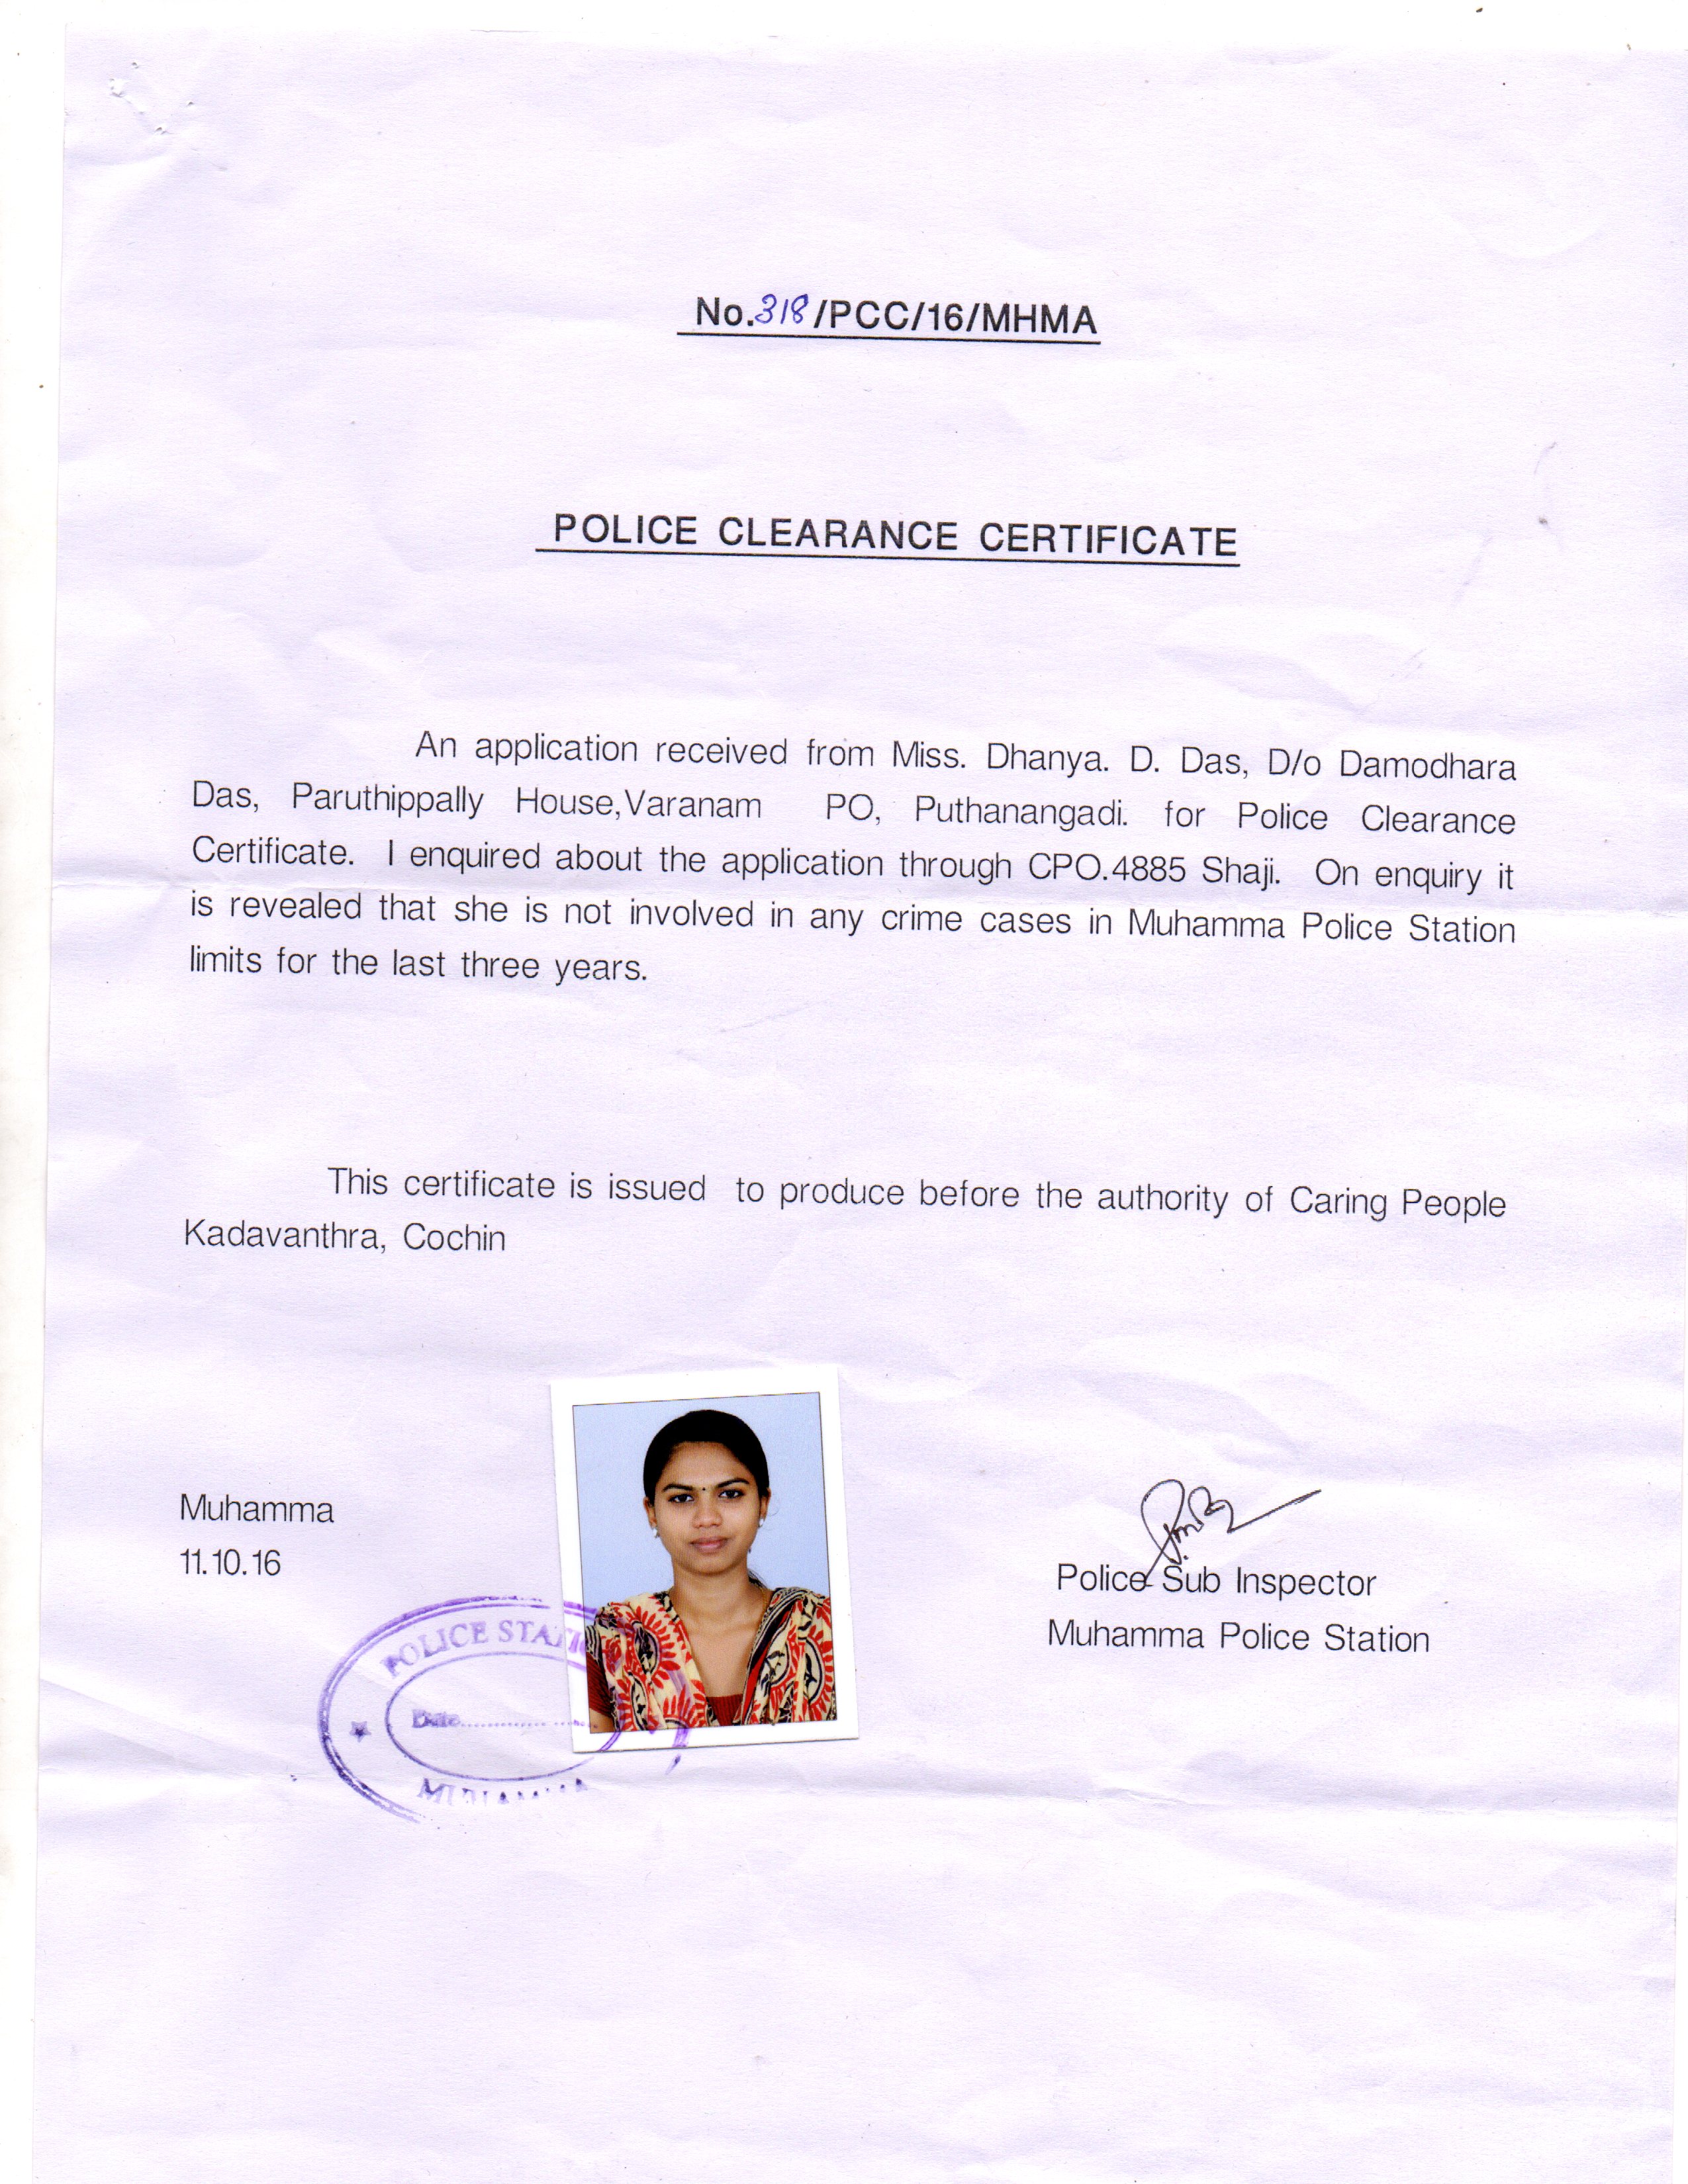 No.318/PCC/16/MHMA
POLICE CLEARANCE CERTIFICATE
An application received from Miss. Dhanya. D. Das, D/o Damodhara
Das, Paruthippally House,Varanam PO, Puthanangadi. for Police Clearance
Certificate. I enquired about the application through CPO.4885 Shaji. On enquiry it
is revealed that she is not involved in any crime cases in Muhamma Police Station
limits for the last three years.
This certificate is issued to produce before the authority of Caring People
Kadavanthra, Cochin
Muhamma
11.10.16
Police Sub Inspector
Muhamma Police Station
POLICE STATI
Date